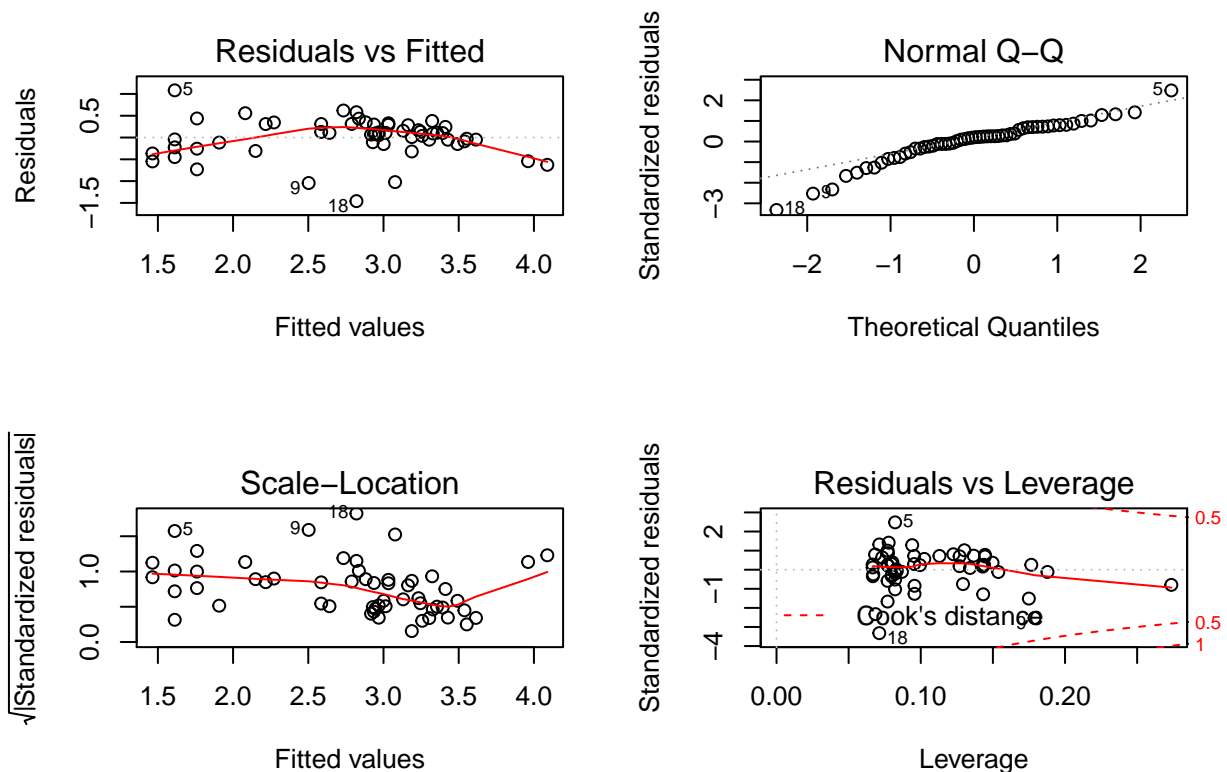 Residuals vs Fitted
Residuals
0.5
−1.5
5
9
18
1.5 2.0 2.5 3.0 3.5 4.0
Fitted values
Normal Q−Q
Standardized residuals
2
0
−3
5
9
18
−2 −1 0 1 2
Theoretical Quantiles
Scale−Location
√|Standardized residuals|
1.0
0.0
5
9
18
1.5 2.0 2.5 3.0 3.5 4.0
Fitted values
Residuals vs Leverage
Standardized residuals
2
−1
−4
5
0.5
Cook's distance
9
18
0.5
1
0.00 0.10 0.20
Leverage